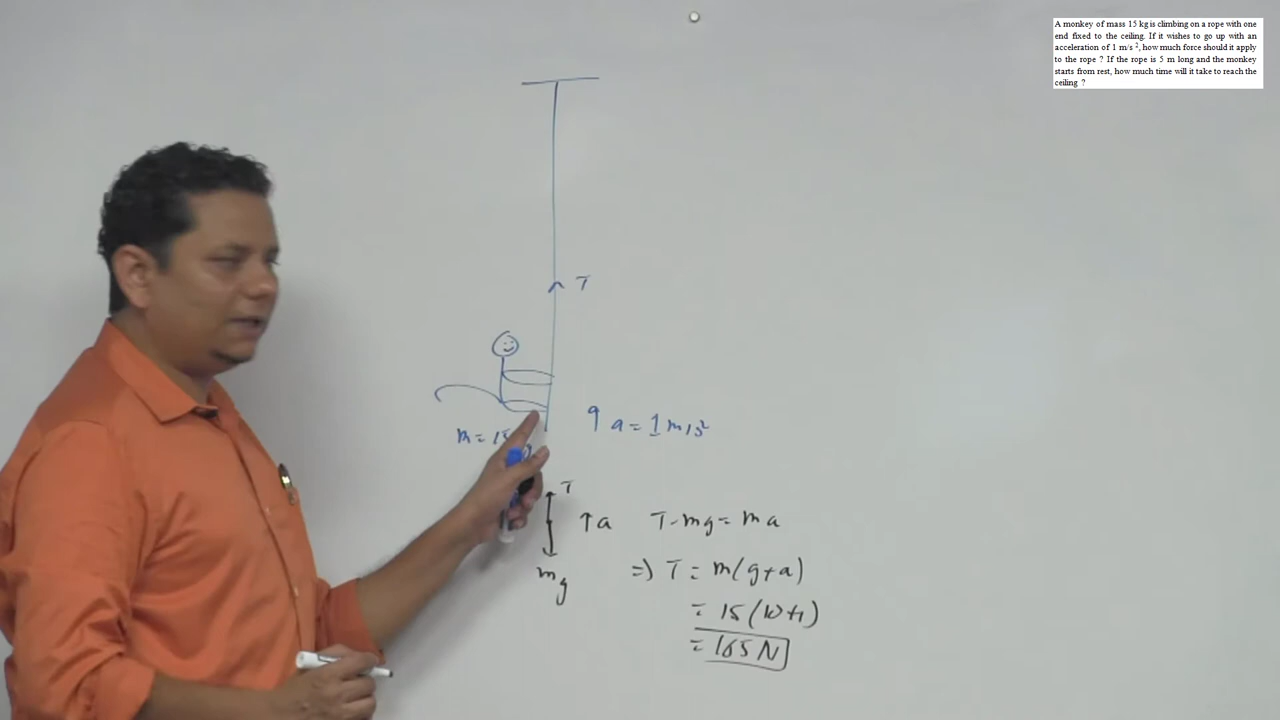 A monkey of mass 15 kg is climbing on a rope with one
end fixed to the ceiling. If it wishes to go up with an
acceleration of 1 m/s ², how much force should it apply
to the rope ? If the rope is 5 m long and the monkey
starts from rest, how much time will it take to reach the
ceiling ?
T
m =
a = 1 m/s²
T
↑a T-mg = ma
mg
=) T = m(g+a)
= 15 (10+1)
= 165 N